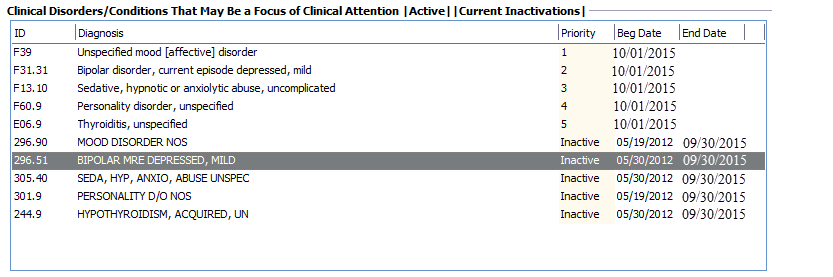 Clinical Disorders/Conditions That May Be a Focus of Clinical Attention |Active| |Current Inactivations|
ID Diagnosis Priority Beg Date End Date
F39 Unspecified mood [affective] disorder 1 10/01/2015
F31.31 Bipolar disorder, current episode depressed, mild 2 10/01/2015
F13.10 Sedative, hypnotic or anxiolytic abuse, uncomplicated 3 10/01/2015
F60.9 Personality disorder, unspecified 4 10/01/2015
E06.9 Thyroiditis, unspecified 5 10/01/2015
296.90 MOOD DISORDER NOS Inactive 05/19/2012 09/30/2015
296.51 BIPOLAR MRE DEPRESSED, MILD Inactive 05/30/2012 09/30/2015
305.40 SEDA, HYP, ANXIO, ABUSE UNSPEC Inactive 05/30/2012 09/30/2015
301.9 PERSONALITY D/O NOS Inactive 05/19/2012 09/30/2015
244.9 HYPOTHYROIDISM, ACQUIRED, UN Inactive 05/30/2012 09/30/2015